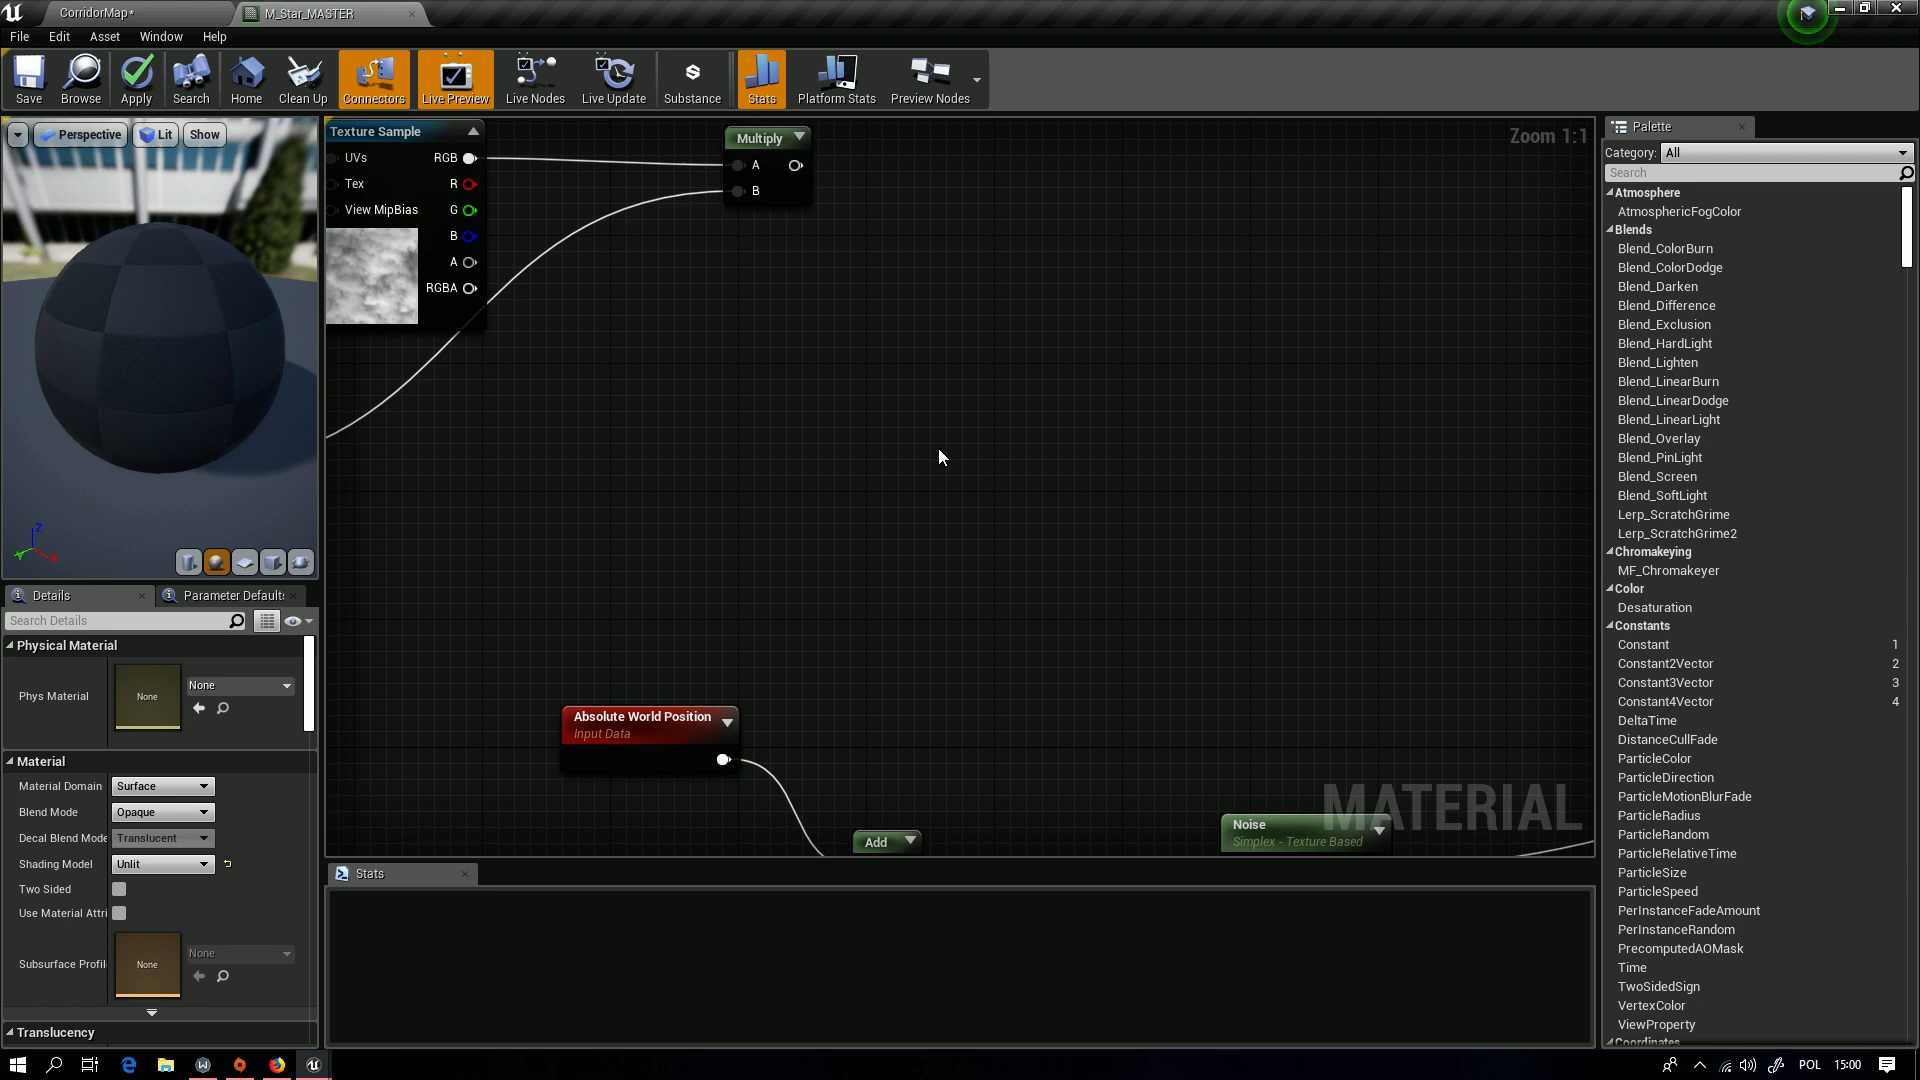 CorridorMap*
M_Star_MASTER
File Edit Asset Window Help
Save Browse Apply Search Home Clean Up Connectors Live Preview Live Nodes Live Update Substance Stats Platform Stats Preview Nodes
Perspective Lit Show
Z
Y
X
Details
Parameter Defaults
Search Details
Physical Material
Phys Material
None
None
Material
Material Domain Surface
Blend Mode Opaque
Decal Blend Mode Translucent
Shading Model Unlit
Two Sided
Use Material Attri
Subsurface Profil
None
None
Translucency
Zoom 1:1
Texture Sample
UVs RGB
Tex R
View MipBias G
B
A
RGBA
Multiply
A
B
Absolute World Position
Input Data
Add
Noise
Simplex - Texture Based
MATERIAL
Stats
Palette
Category: All
Search
Atmosphere
AtmosphericFogColor
Blends
Blend_ColorBurn
Blend_ColorDodge
Blend_Darken
Blend_Difference
Blend_Exclusion
Blend_HardLight
Blend_Lighten
Blend_LinearBurn
Blend_LinearDodge
Blend_LinearLight
Blend_Overlay
Blend_PinLight
Blend_Screen
Blend_SoftLight
Lerp_ScratchGrime
Lerp_ScratchGrime2
Chromakeying
MF_Chromakeyer
Color
Desaturation
Constants
Constant 1
Constant2Vector 2
Constant3Vector 3
Constant4Vector 4
DeltaTime
DistanceCullFade
ParticleColor
ParticleDirection
ParticleMotionBlurFade
ParticleRadius
ParticleRandom
ParticleRelativeTime
ParticleSize
ParticleSpeed
PerInstanceFadeAmount
PerInstanceRandom
PrecomputedAOMask
Time
TwoSidedSign
VertexColor
ViewProperty
Coordinates
POL 15:00